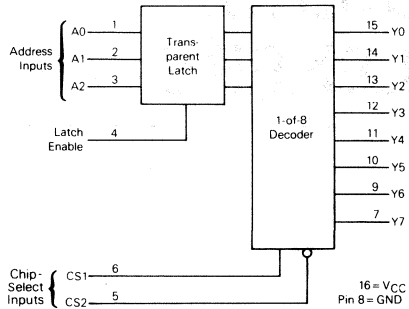 Address
Inputs
A0
1
A1
2
A2
3
Trans-
parent
Latch
Latch
Enable
4
1-of-8
Decoder
15
Y0
14
Y1
13
Y2
12
Y3
11
Y4
10
Y5
9
Y6
7
Y7
Chip-
Select
Inputs
CS1
6
CS2
5
16 = VCC
Pin 8 = GND